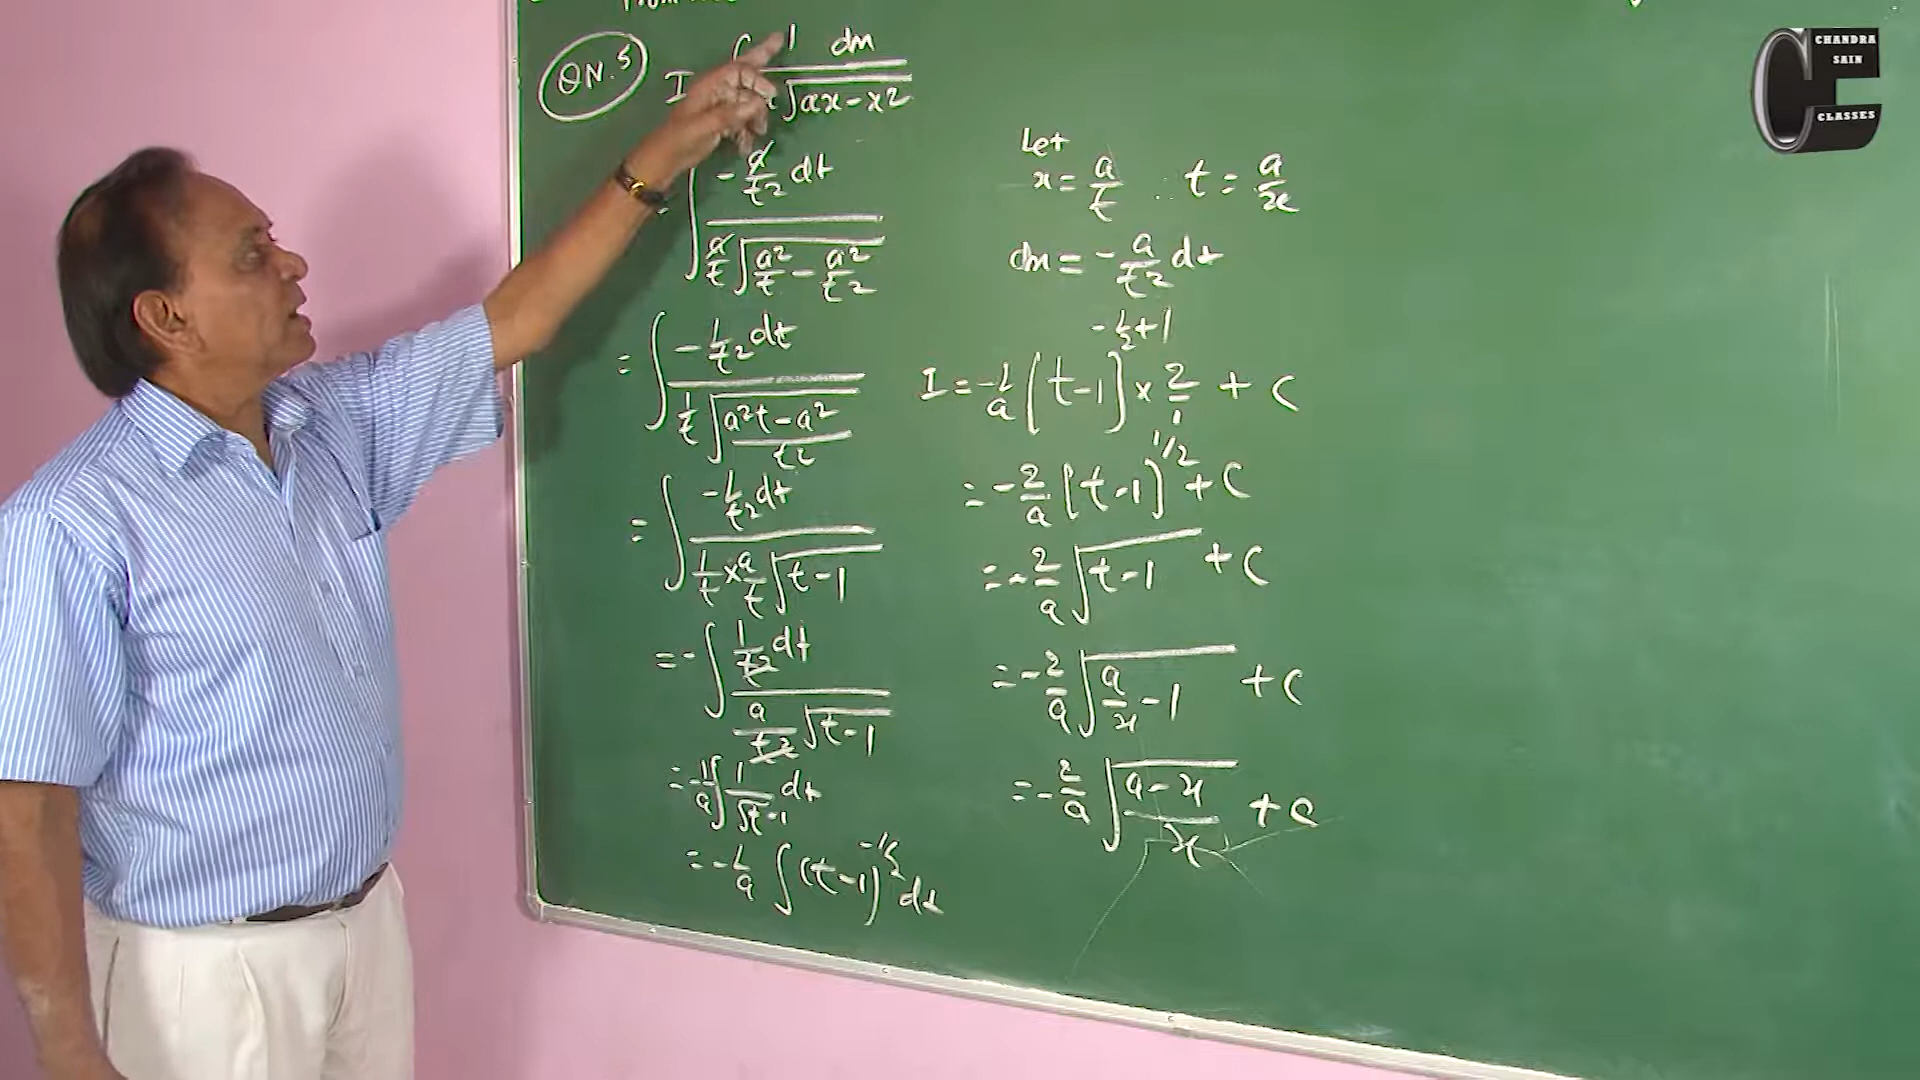 QN. 5
I
1 dx
√ax-x2
= ∫ -a/t2 dt / a/t √a²/t - a²/t2
= ∫ -1/t2 dt / 1/t √a²t-a²/t2
= ∫ -1/t2 dt / 1/t × a/t √t-1
= - ∫ 1/t2 dt / a/t2 √t-1
= -1/a ∫ 1/√t-1 dt
= -1/a ∫ (t-1)^-1/2 dt
Let
x = a/t ∴ t = a/x
dx = -a/t2 dt
I = -1/a [t-1]^-1/2+1 × 2/1 + C
= -2/a [t-1]^1/2 + C
= -2/a √t-1 + C
= -2/a √a/x - 1 + C
= -2/a √a-x/x + C
CHANDRA
SAIN
CLASSES